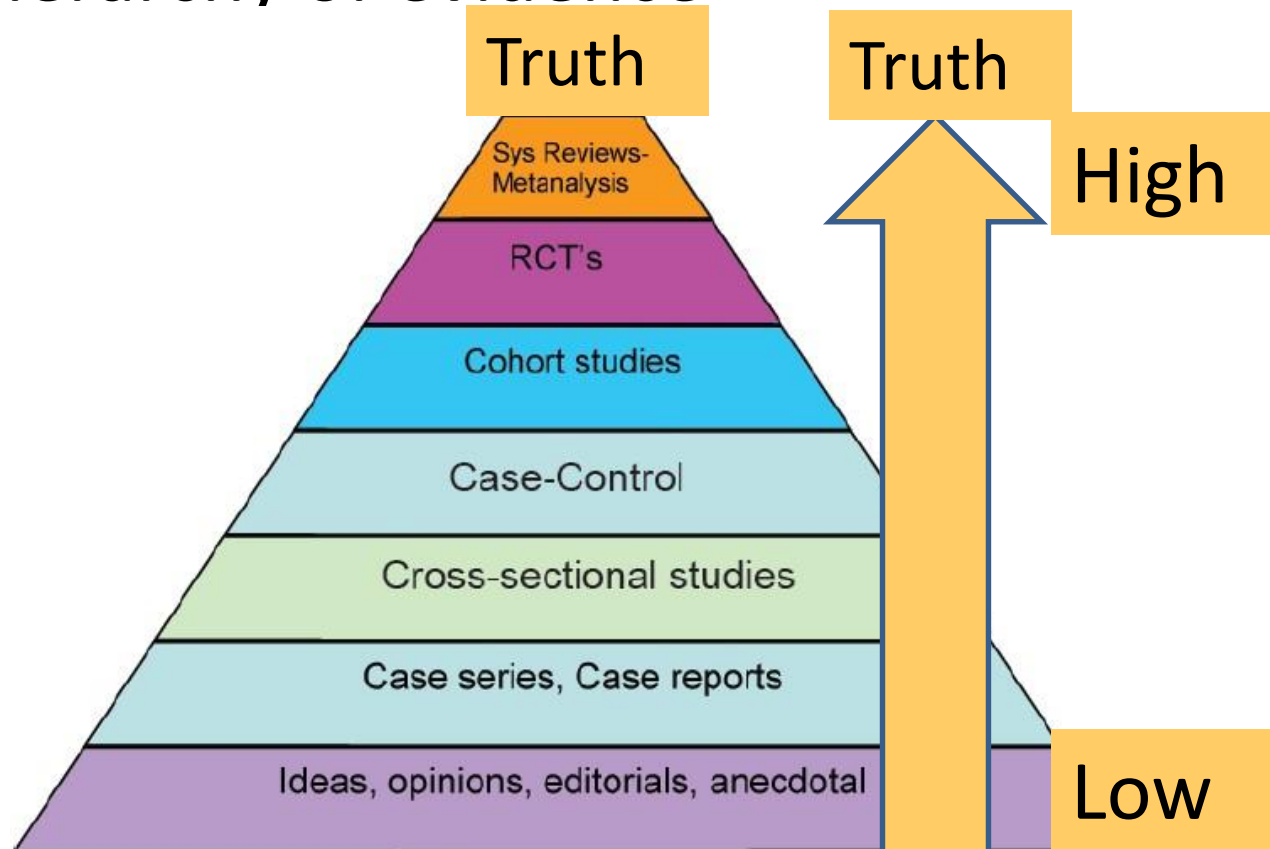 Truth
Truth
High
Sys Reviews-
Metanalysis
RCT's
Cohort studies
Case-Control
Cross-sectional studies
Case series, Case reports
Ideas, opinions, editorials, anecdotal
Low